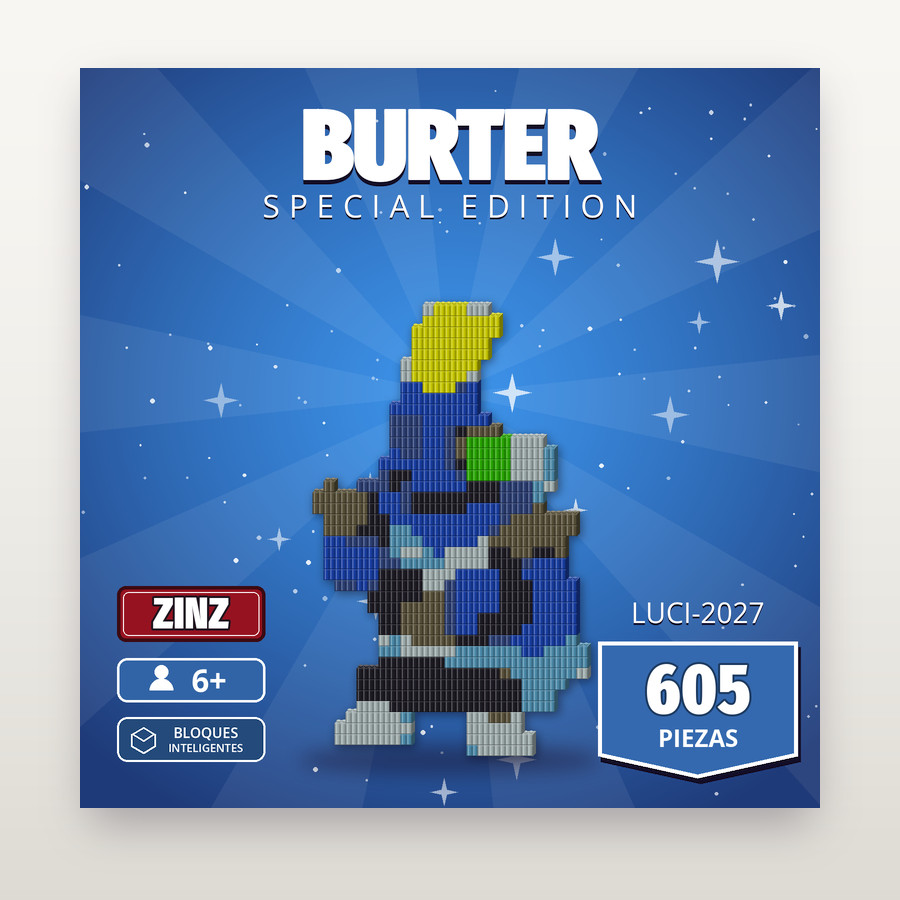 BURTER
SPECIAL EDITION
ZINZ
6+
BLOQUES
INTELIGENTES
LUCI-2027
605
PIEZAS